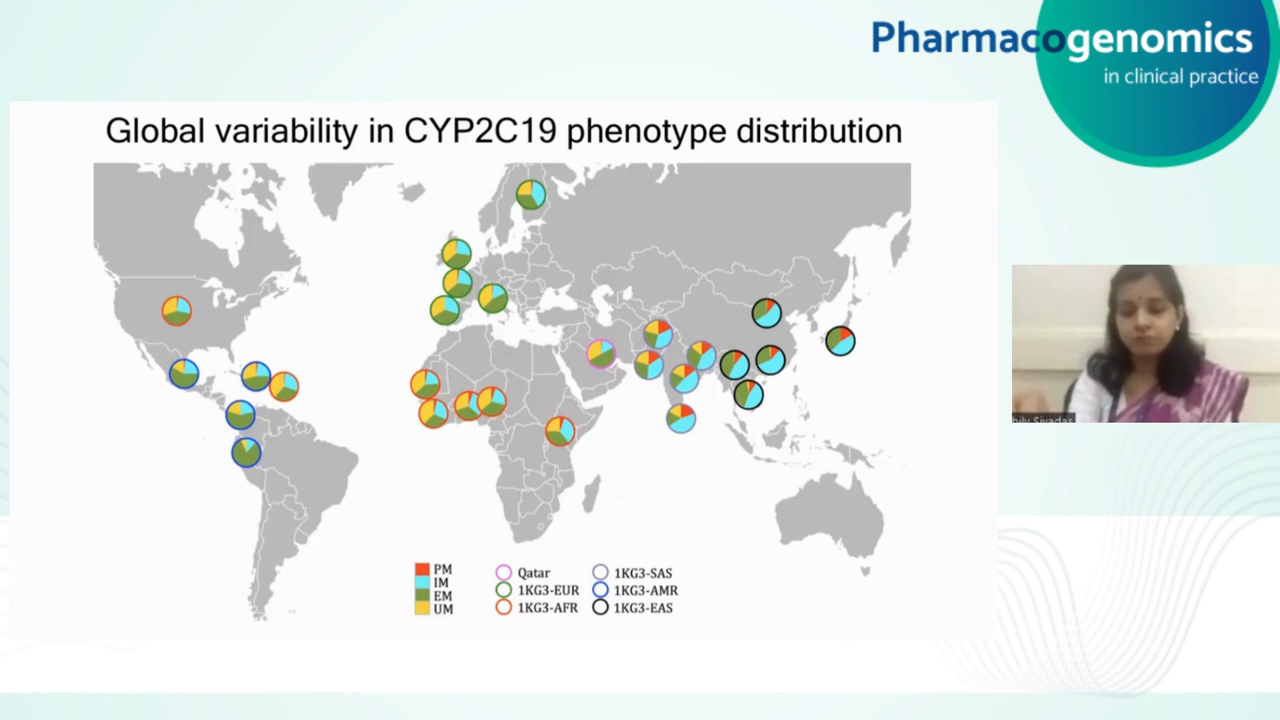 Pharmacogenomics
in clinical practice
Global variability in CYP2C19 phenotype distribution
PM
IM
EM
UM
Qatar
1KG3-EUR
1KG3-AFR
1KG3-SAS
1KG3-AMR
1KG3-EAS
Sivadas